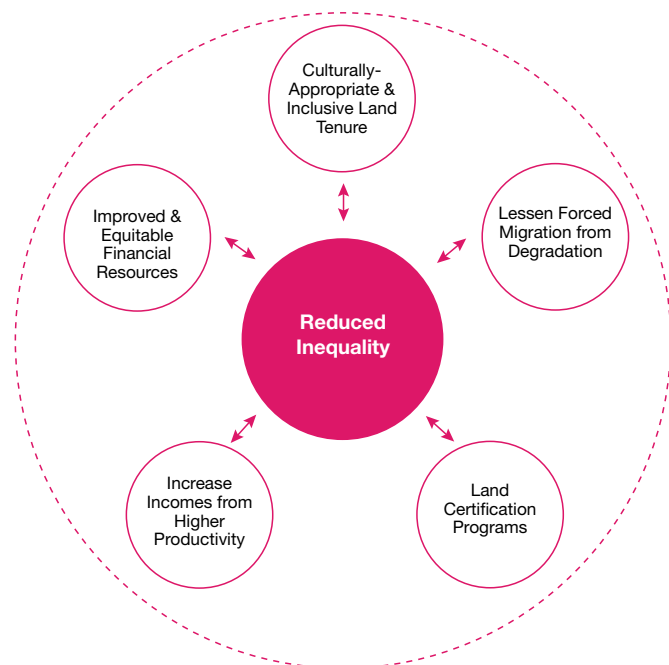 Culturally-
Appropriate &
Inclusive Land
Tenure
Improved &
Equitable
Financial
Resources
Lessen Forced
Migration from
Degradation
Reduced
Inequality
Increase
Incomes from
Higher
Productivity
Land
Certification
Programs